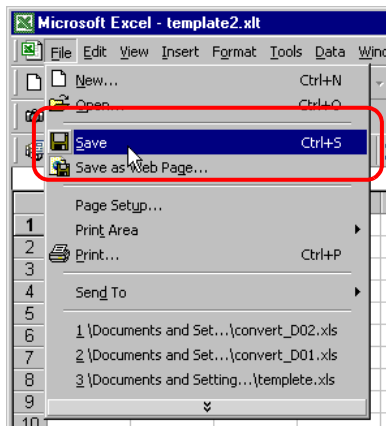 Microsoft Excel - template2.xlt
File Edit View Insert Format Tools Data
New... Ctrl+N
Open... Ctrl+O
Save Ctrl+S
Save as Web Page...
Page Setup...
Print Area
Print... Ctrl+P
Send To
1 \Documents and Set...\convert_D02.xls
2 \Documents and Set...\convert_D01.xls
3 \Documents and Setting...\templete.xls
1
2
3
4
5
6
7
8
9
10